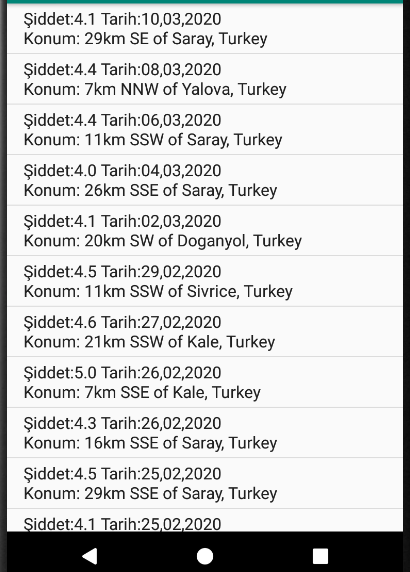 Şiddet:4.1 Tarih:10,03,2020
Konum: 29km SE of Saray, Turkey
Şiddet:4.4 Tarih:08,03,2020
Konum: 7km NNW of Yalova, Turkey
Şiddet:4.4 Tarih:06,03,2020
Konum: 11km SSW of Saray, Turkey
Şiddet:4.0 Tarih:04,03,2020
Konum: 26km SSE of Saray, Turkey
Şiddet:4.1 Tarih:02,03,2020
Konum: 20km SW of Doganyol, Turkey
Şiddet:4.5 Tarih:29,02,2020
Konum: 11km SSW of Sivrice, Turkey
Şiddet:4.6 Tarih:27,02,2020
Konum: 21km SSW of Kale, Turkey
Şiddet:5.0 Tarih:26,02,2020
Konum: 7km SSE of Kale, Turkey
Şiddet:4.3 Tarih:26,02,2020
Konum: 16km SSE of Saray, Turkey
Şiddet:4.5 Tarih:25,02,2020
Konum: 29km SSE of Saray, Turkey
Şiddet:4.1 Tarih:25,02,2020